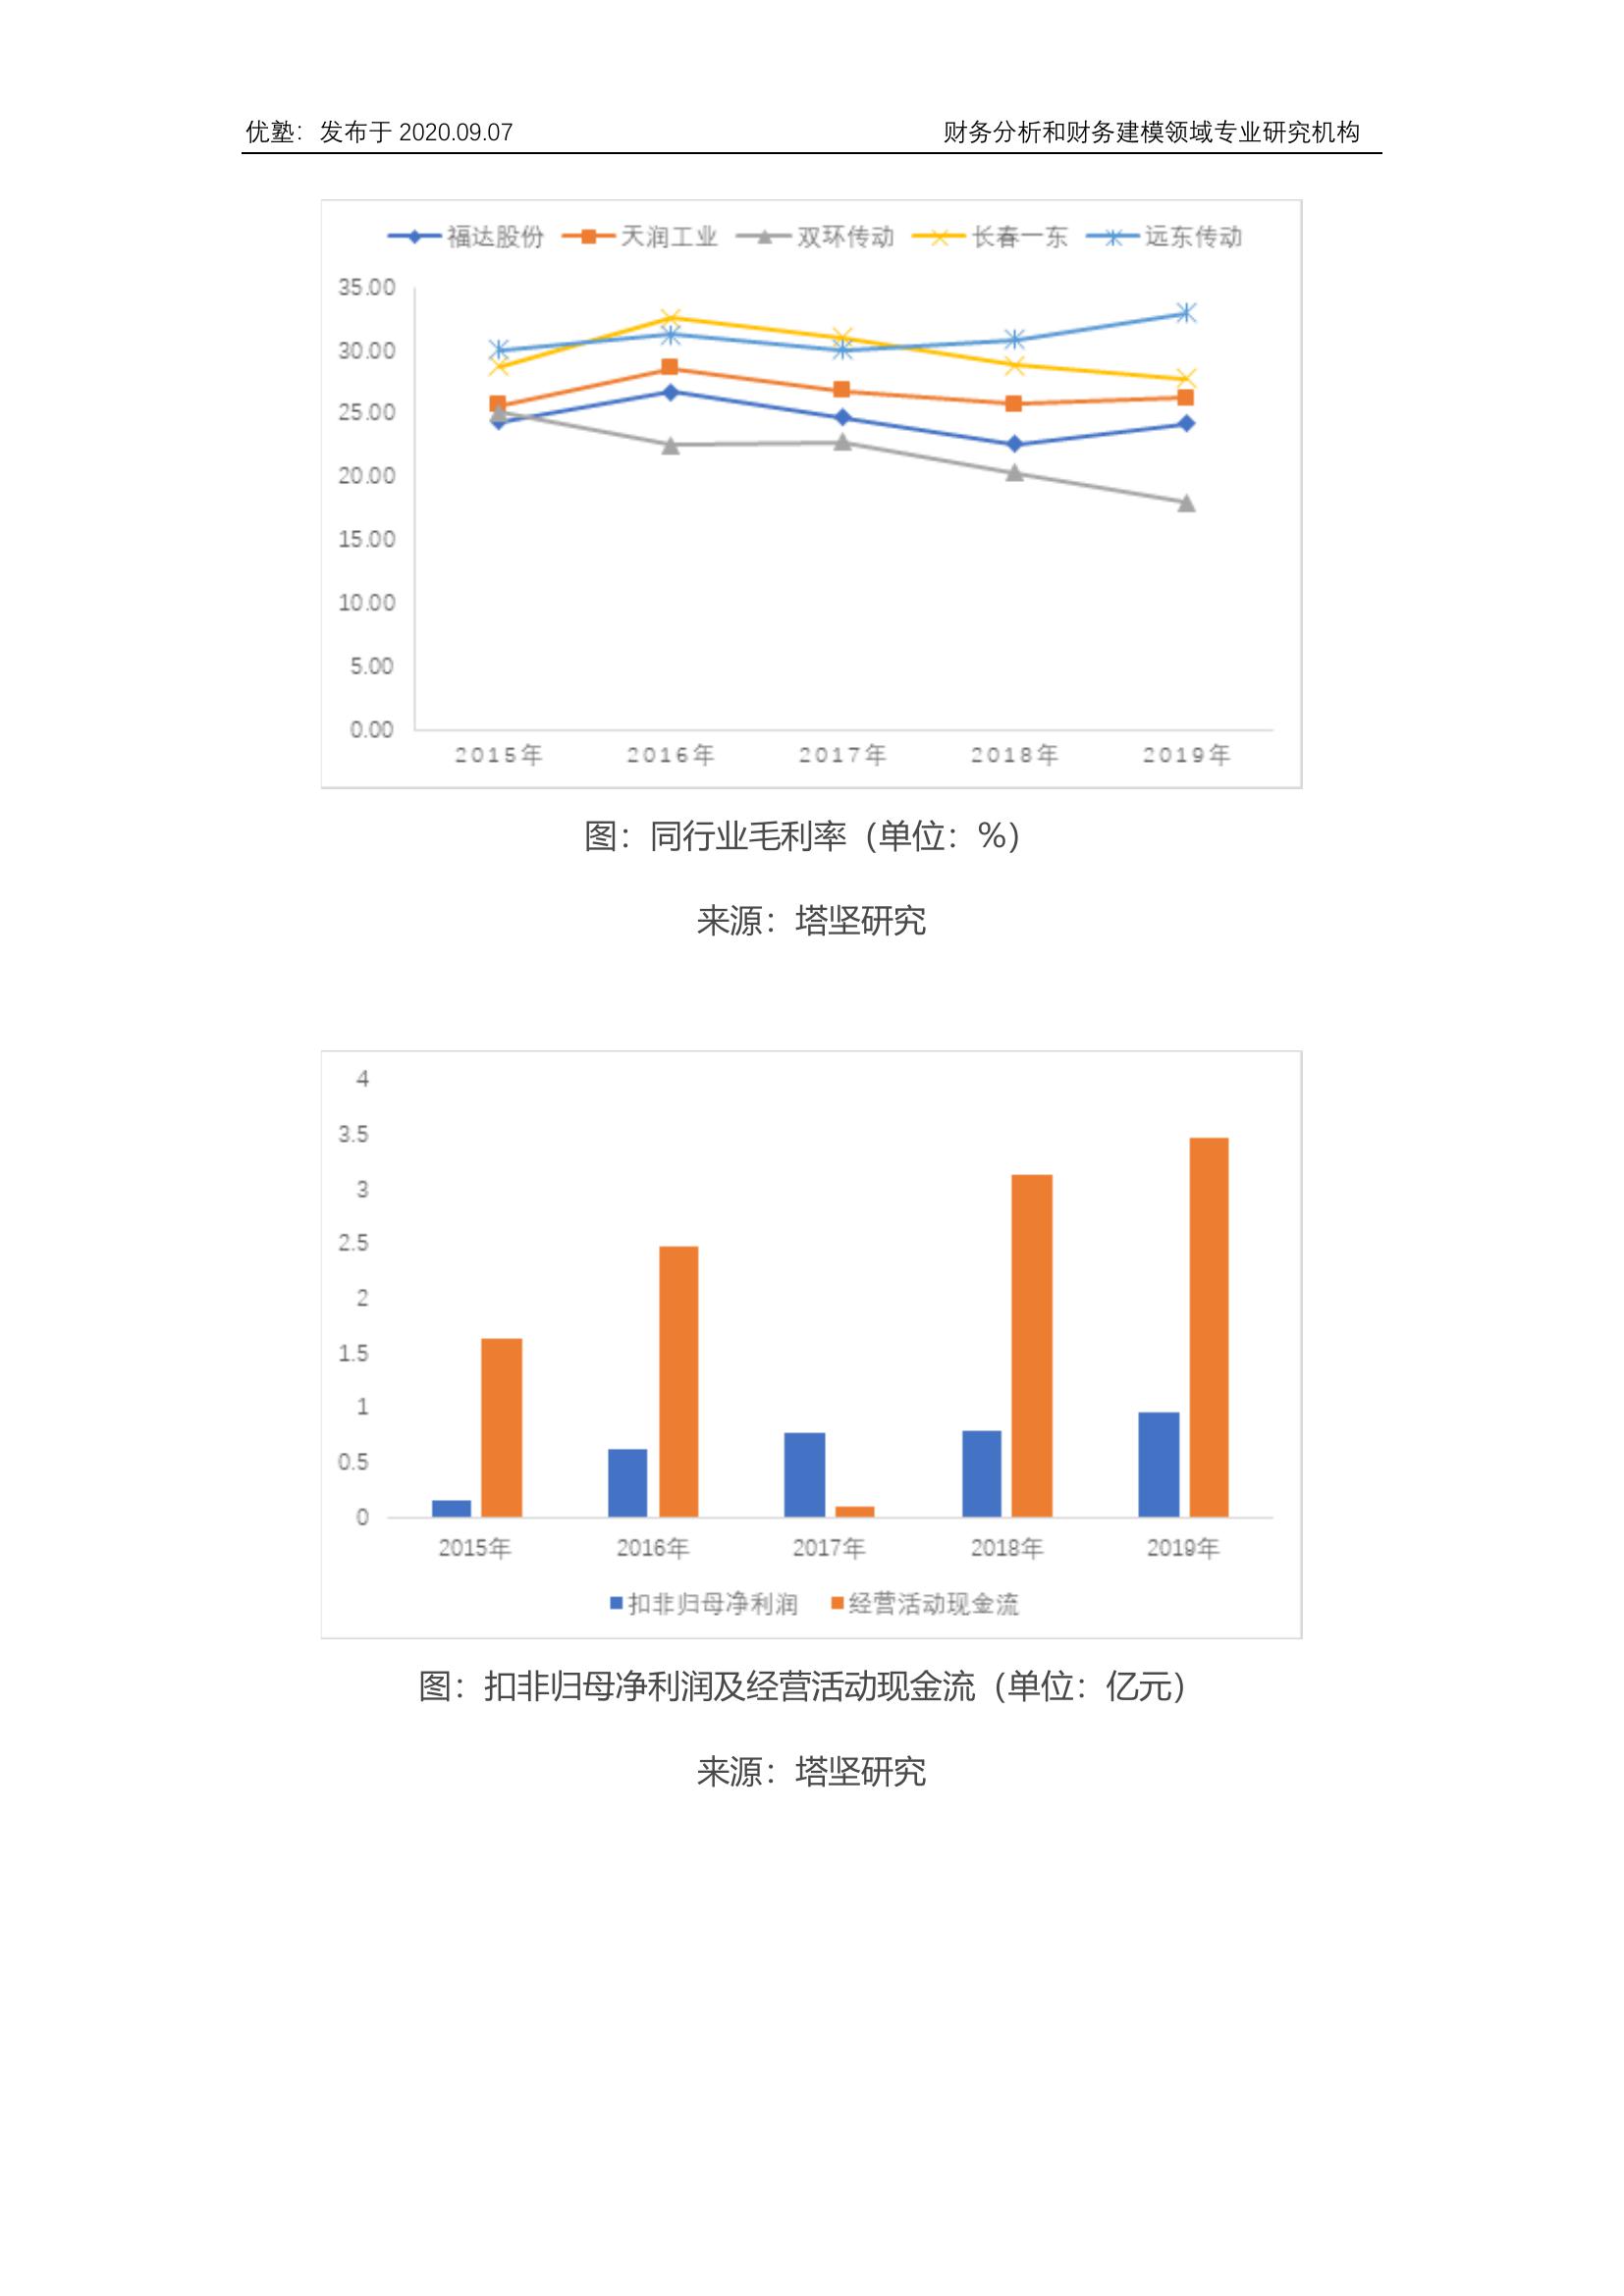 优塾：发布于 2020.09.07 财务分析和财务建模领域专业研究机构
福达股份 天润工业 双环传动 长春一东 远东传动
35.00
30.00
25.00
20.00
15.00
10.00
5.00
0.00
2015年 2016年 2017年 2018年 2019年
图：同行业毛利率（单位：%）
来源：塔坚研究
4
3.5
3
2.5
2
1.5
1
0.5
0
2015年 2016年 2017年 2018年 2019年
扣非归母净利润 经营活动现金流
图：扣非归母净利润及经营活动现金流（单位：亿元）
来源：塔坚研究